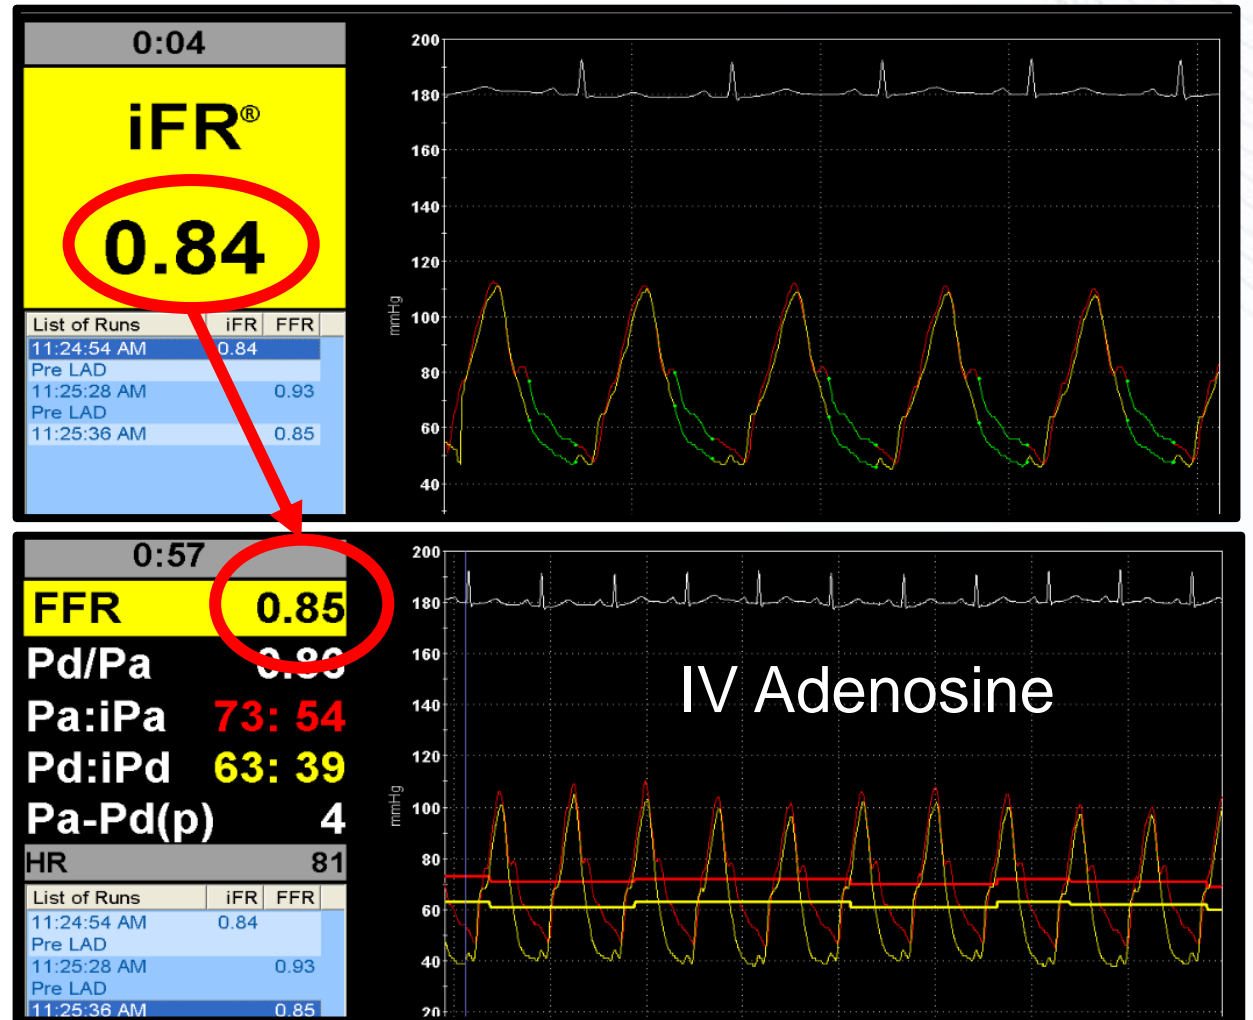 0:04
iFR®
0.84
List of Runs iFR FFR
11:24:54 AM 0.84
Pre LAD
11:25:28 AM 0.93
Pre LAD
11:25:36 AM 0.85
200
180
160
140
120
100
80
60
40
mmHg
0:57
FFR 0.85
Pd/Pa 0.86
Pa:iPa 73: 54
Pd:iPd 63: 39
Pa-Pd(p) 4
HR 81
List of Runs iFR FFR
11:24:54 AM 0.84
Pre LAD
11:25:28 AM 0.93
Pre LAD
11:25:36 AM 0.85
200
180
160
140
120
100
80
60
40
20
mmHg
IV Adenosine